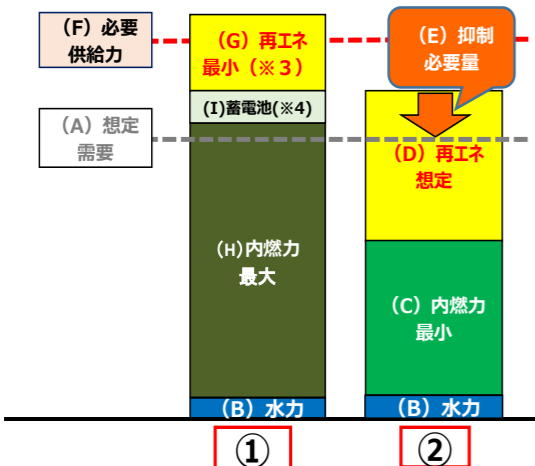 (F)必要
供給力
(G)再エネ
最小(※3)
(E)抑制
必要量
(I)蓄電池(※4)
(A)想定
需要
(D)再エネ
想定
(H)内燃力
最大
(C)内燃力
最小
(B)水力
(B)水力
①
②